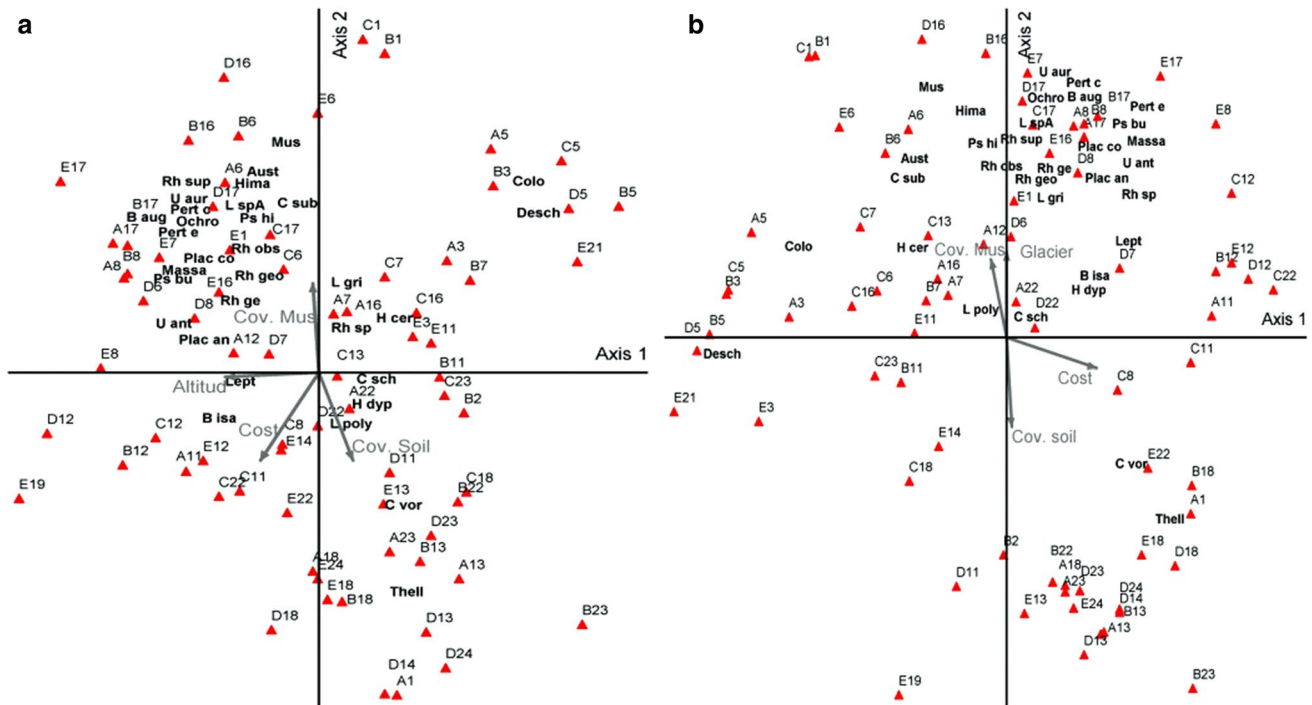 a
Axis 2
C1
B1
D16
E6
B16
B6
Mus
A5
C5
E17
A6
Aust
Rh sup
Hima
B3
Colo
U aur
D17
L spA
C sub
D5
B5
B17
Pert c
Desch
B aug
Ochro
Ps hi
A17
Pert e
C17
E7
E1
Rh obs
B8
Plac co
A3
E21
A8
Massa
C6
Ps bu
Rh geo
C7
B7
D6
E16
L gri
Rh ge
D8
A7
A16
C16
U ant
Cov. Mus
Rh sp
H cer
E3
E11
Plac an
A12
D7
Axis 1
E8
C13
B11
Altitud
Lept
C sch
A22
C23
H dyp
B2
B isa
D22
D12
C12
Cost
C8
L poly
E14
Cov. Soil
B12
A11
E12
C11
D11
E19
C22
C18
E13
B22
E22
C vor
D23
A23
B13
A18
E24
A13
E18
Thell
B18
D18
B23
D13
D24
D14
A1
b
Axis 2
D16
B16
C1
B1
E7
U aur
E17
Pert c
Mus
D17
Ochro
B aug
B17
Hima
Pert e
E6
A6
C17
L spA
A8
B8
A17
Ps bu
E8
Ps hi
Rh sup
Massa
B6
Aust
E16
Plac co
Rh obs
Rh ge
D8
U ant
C sub
Rh geo
Plac an
E1
L gri
Rh sp
C12
A5
C7
C13
D6
Colo
H cer
A12
Lept
Cov. Mus
Glacier
D7
E12
B12
C5
A16
B isa
D12
B3
C6
A7
H dyp
C22
C16
B7
L poly
A22
C sch
D22
A11
A3
B5
E11
Axis 1
D5
Desch
C11
C23
B11
Cost
C8
E21
E3
Cov. soil
E14
C18
C vor
E22
B18
A1
Thell
B2
E18
B22
D18
D11
A18
D23
A23
E13
E24
D24
D14
B13
A13
D13
E19
B23